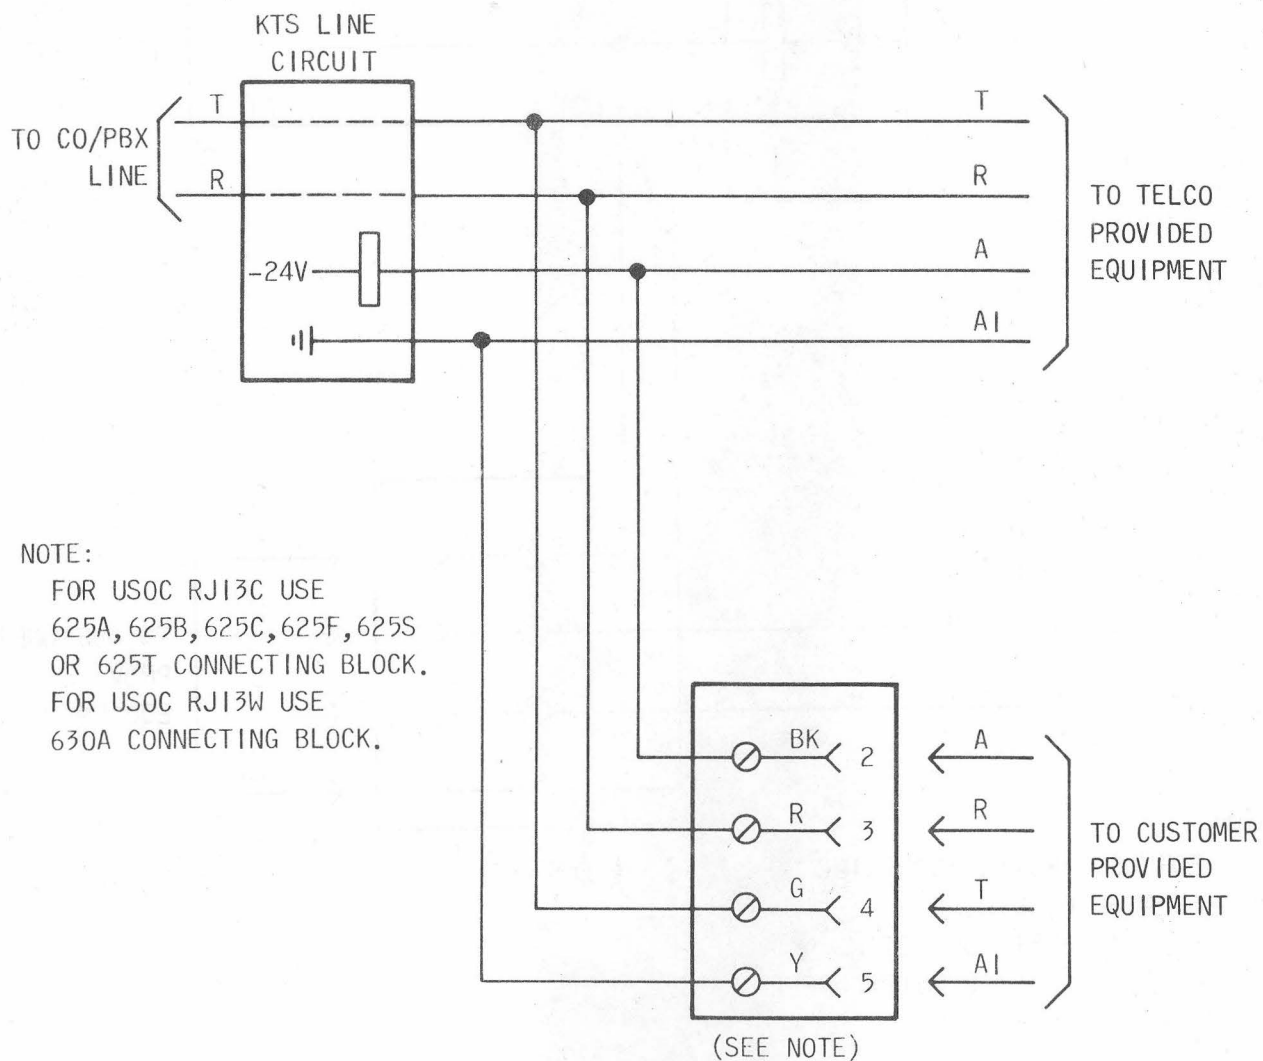 KTS LINE
CIRCUIT
TO CO/PBX
LINE
T
R
-24V
T
R
A
A1
TO TELCO
PROVIDED
EQUIPMENT
NOTE:
FOR USOC RJ13C USE
625A,625B,625C,625F,625S
OR 625T CONNECTING BLOCK.
FOR USOC RJ13W USE
630A CONNECTING BLOCK.
BK 2 A
R 3 R
G 4 T
Y 5 A1
TO CUSTOMER
PROVIDED
EQUIPMENT
(SEE NOTE)